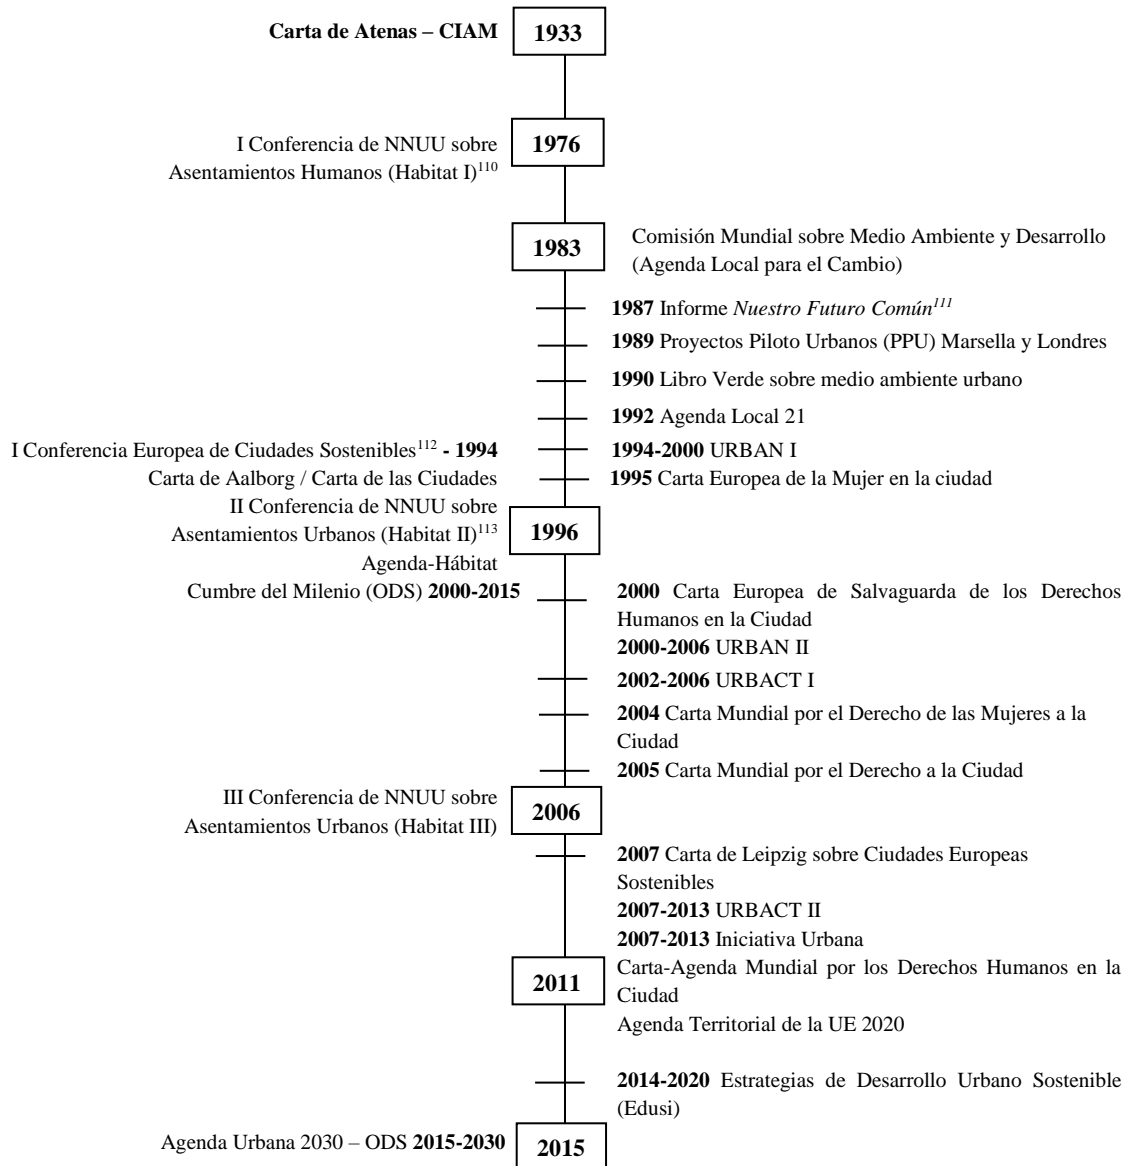 Carta de Atenas – CIAM
1933
I Conferencia de NNUU sobre
Asentamientos Humanos (Habitat I)110
1976
1983
Comisión Mundial sobre Medio Ambiente y Desarrollo
(Agenda Local para el Cambio)
1987 Informe Nuestro Futuro Común111
1989 Proyectos Piloto Urbanos (PPU) Marsella y Londres
1990 Libro Verde sobre medio ambiente urbano
1992 Agenda Local 21
I Conferencia Europea de Ciudades Sostenibles112 - 1994
1994-2000 URBAN I
Carta de Aalborg / Carta de las Ciudades
1995 Carta Europea de la Mujer en la ciudad
II Conferencia de NNUU sobre
Asentamientos Urbanos (Habitat II)113
1996
Agenda-Hábitat
Cumbre del Milenio (ODS) 2000-2015
2000 Carta Europea de Salvaguarda de los Derechos
Humanos en la Ciudad
2000-2006 URBAN II
2002-2006 URBACT I
2004 Carta Mundial por el Derecho de las Mujeres a la
Ciudad
2005 Carta Mundial por el Derecho a la Ciudad
III Conferencia de NNUU sobre
Asentamientos Urbanos (Habitat III)
2006
2007 Carta de Leipzig sobre Ciudades Europeas
Sostenibles
2007-2013 URBACT II
2007-2013 Iniciativa Urbana
2011
Carta-Agenda Mundial por los Derechos Humanos en la
Ciudad
Agenda Territorial de la UE 2020
2014-2020 Estrategias de Desarrollo Urbano Sostenible
(Edusi)
Agenda Urbana 2030 – ODS 2015-2030
2015